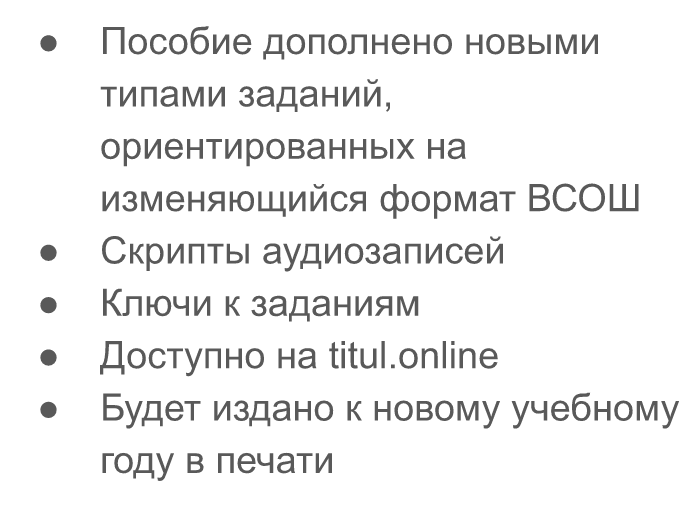 ● Пособие дополнено новыми
типами заданий,
ориентированных на
изменяющийся формат ВСОШ
● Скрипты аудиозаписей
● Ключи к заданиям
● Доступно на titul.online
● Будет издано к новому учебному
году в печати